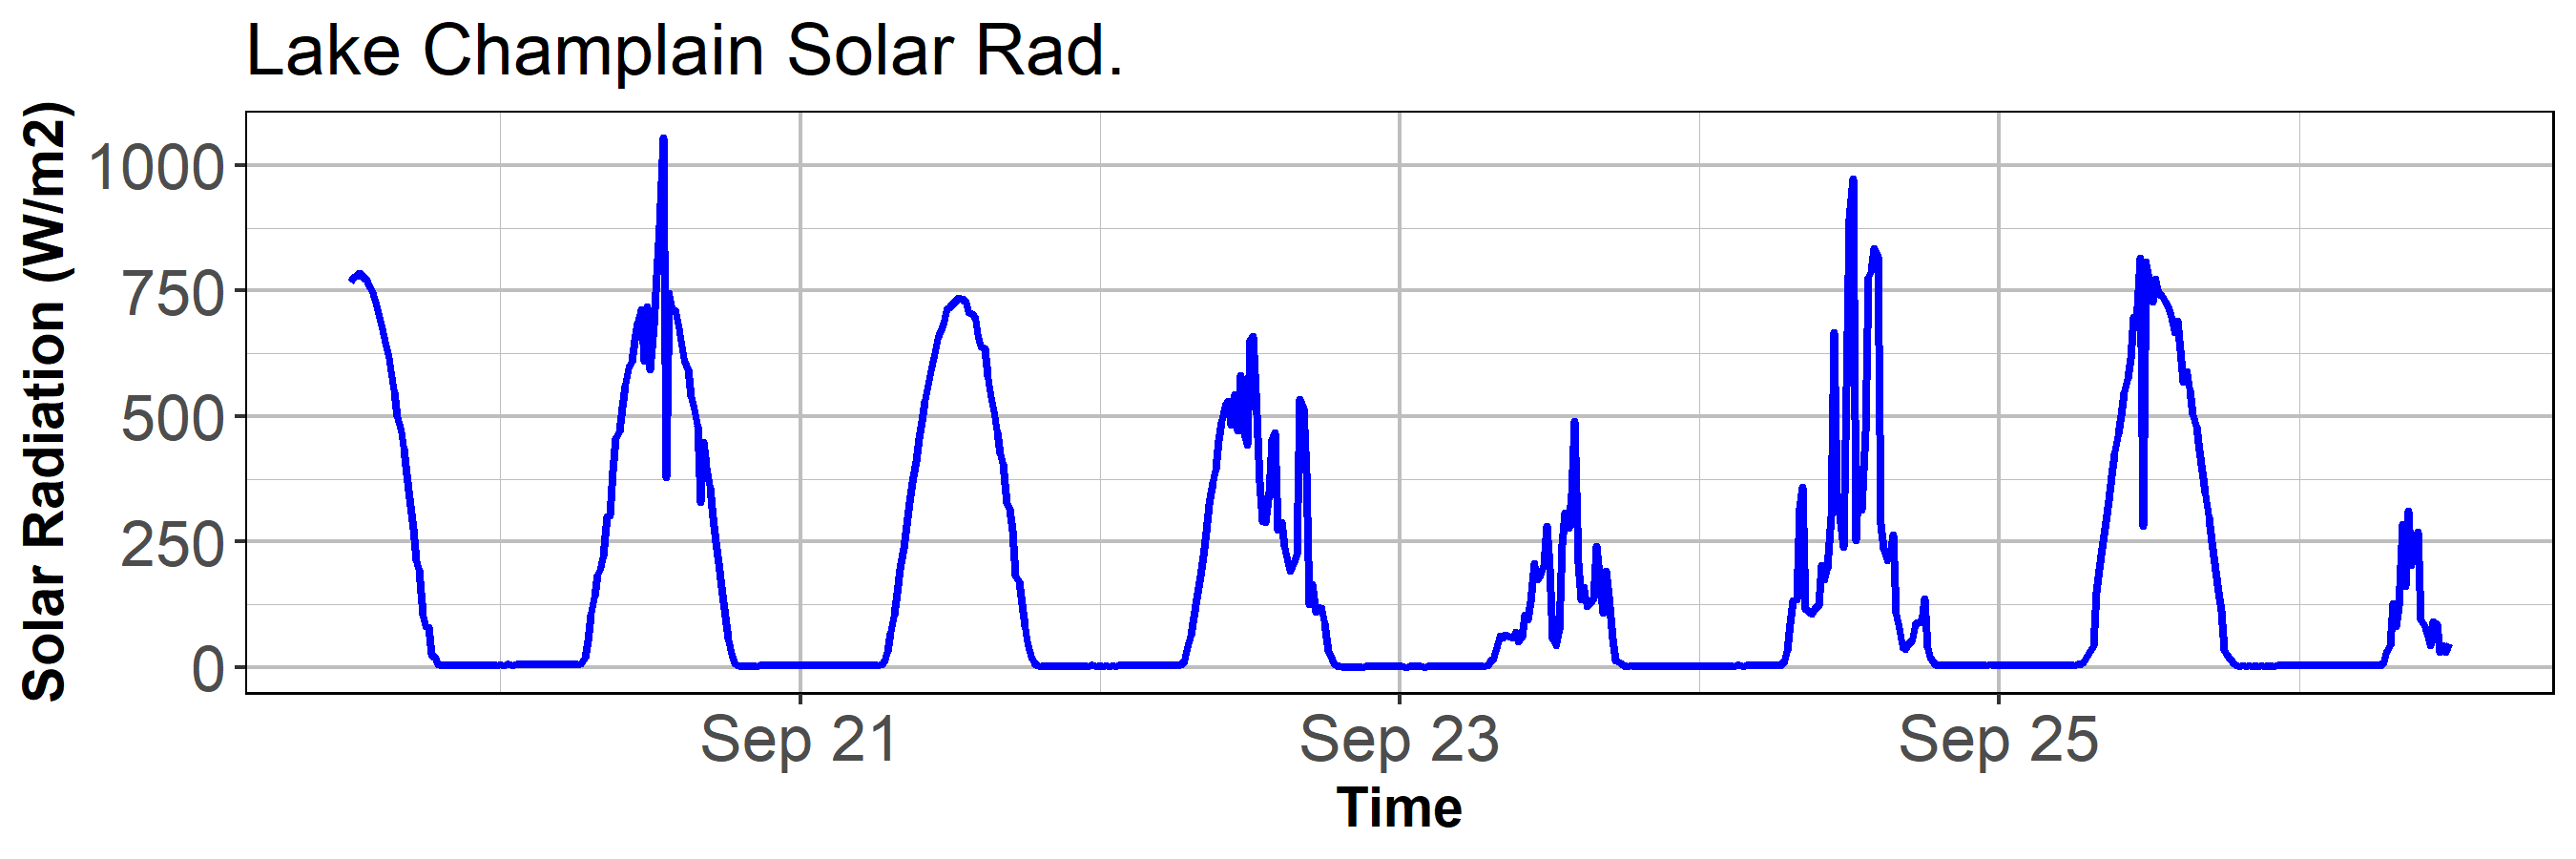 Lake Champlain Solar Rad.
Solar Radiation (W/m2)
1000
750
500
250
0
Sep 21 Sep 23 Sep 25
Time